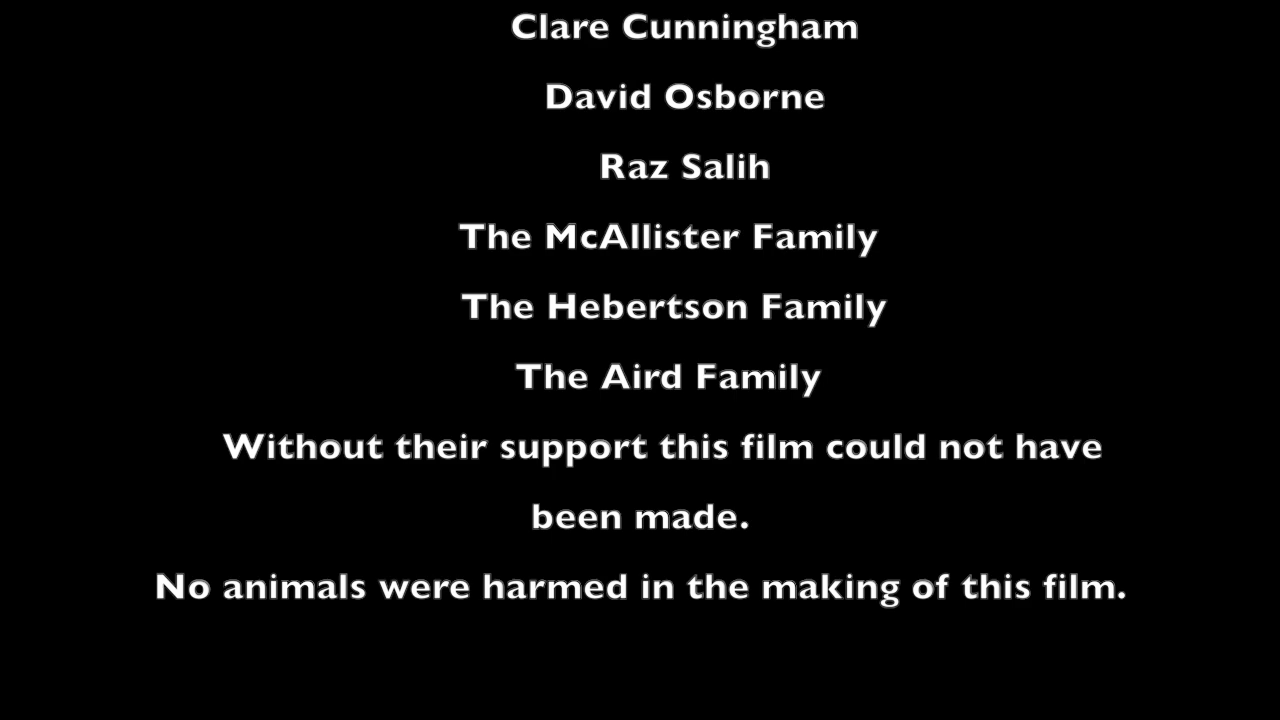 Clare Cunningham
David Osborne
Raz Salih
The McAllister Family
The Hebertson Family
The Aird Family
Without their support this film could not have
been made.
No animals were harmed in the making of this film.